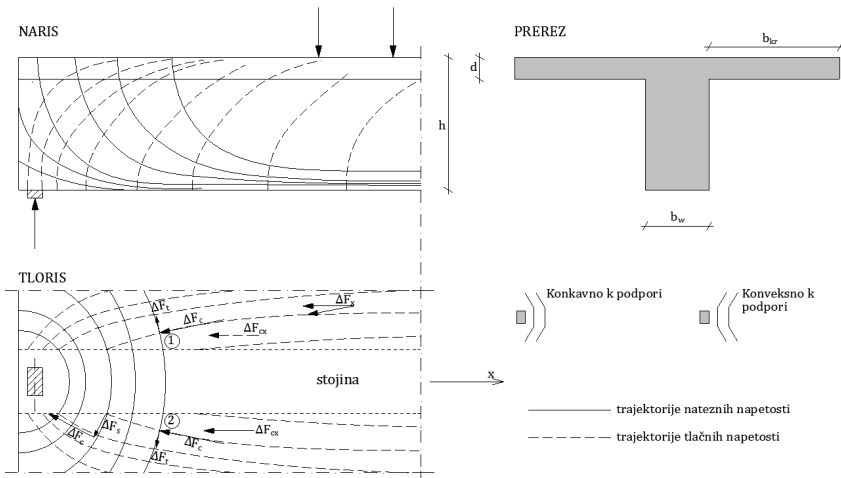 NARIS
PREREZ
b_kr
d
h
b_w
TLORIS
ΔF_t
ΔF_c
ΔF_x
ΔF_cx
1
stojina
x
2
ΔF_s
ΔF_c
ΔF_t
ΔF_c
ΔF_cx
Konkavno k podpori
Konveksno k
podpori
trajektorije nateznih napetosti
trajektorije tlačnih napetosti